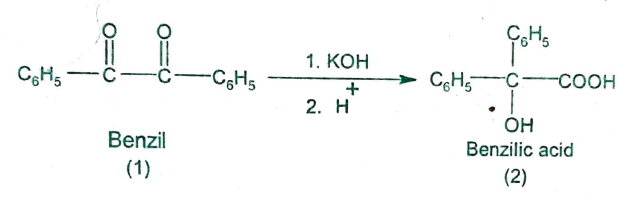 O O
C₆H₅—C—C—C₆H₅
1. KOH
2. H⁺
C₆H₅
C₆H₅—C—COOH
OH
Benzil
(1)
Benzilic acid
(2)